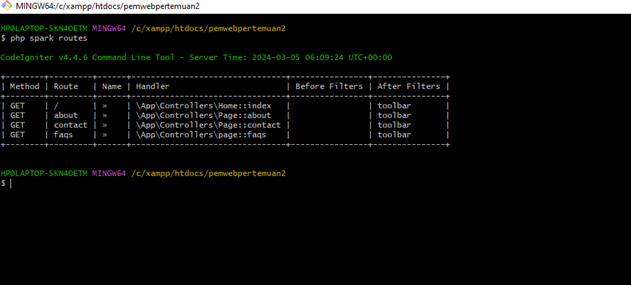 MINGW64:/c/xampp/htdocs/pemwebpertemuan2
HP@LAPTOP-SKN4OETM MINGW64 /c/xampp/htdocs/pemwebpertemuan2
$ php spark routes
CodeIgniter v4.4.6 Command Line Tool - Server Time: 2024-03-05 06:09:24 UTC+00:00
+--------+---------+------+--------------------------------+----------------+---------------+
| Method | Route   | Name | Handler                        | Before Filters | After Filters |
+--------+---------+------+--------------------------------+----------------+---------------+
| GET    | /       | »    | \App\Controllers\Home::index   |                | toolbar       |
| GET    | about   | »    | \App\Controllers\Page::about   |                | toolbar       |
| GET    | contact | »    | \App\Controllers\Page::contact |                | toolbar       |
| GET    | faqs    | »    | \App\Controllers\Page::faqs    |                | toolbar       |
+--------+---------+------+--------------------------------+----------------+---------------+
HP@LAPTOP-SKN4OETM MINGW64 /c/xampp/htdocs/pemwebpertemuan2
$